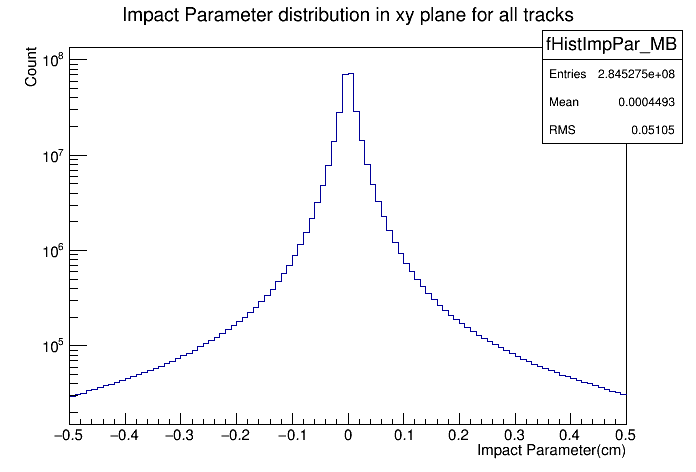 Impact Parameter distribution in xy plane for all tracks
fHistImpPar_MB
Entries 2.845275e+08
Mean 0.0004493
RMS 0.05105
Count
10⁸
10⁷
10⁶
10⁵
−0.5 −0.4 −0.3 −0.2 −0.1 0 0.1 0.2 0.3 0.4 0.5
Impact Parameter(cm)